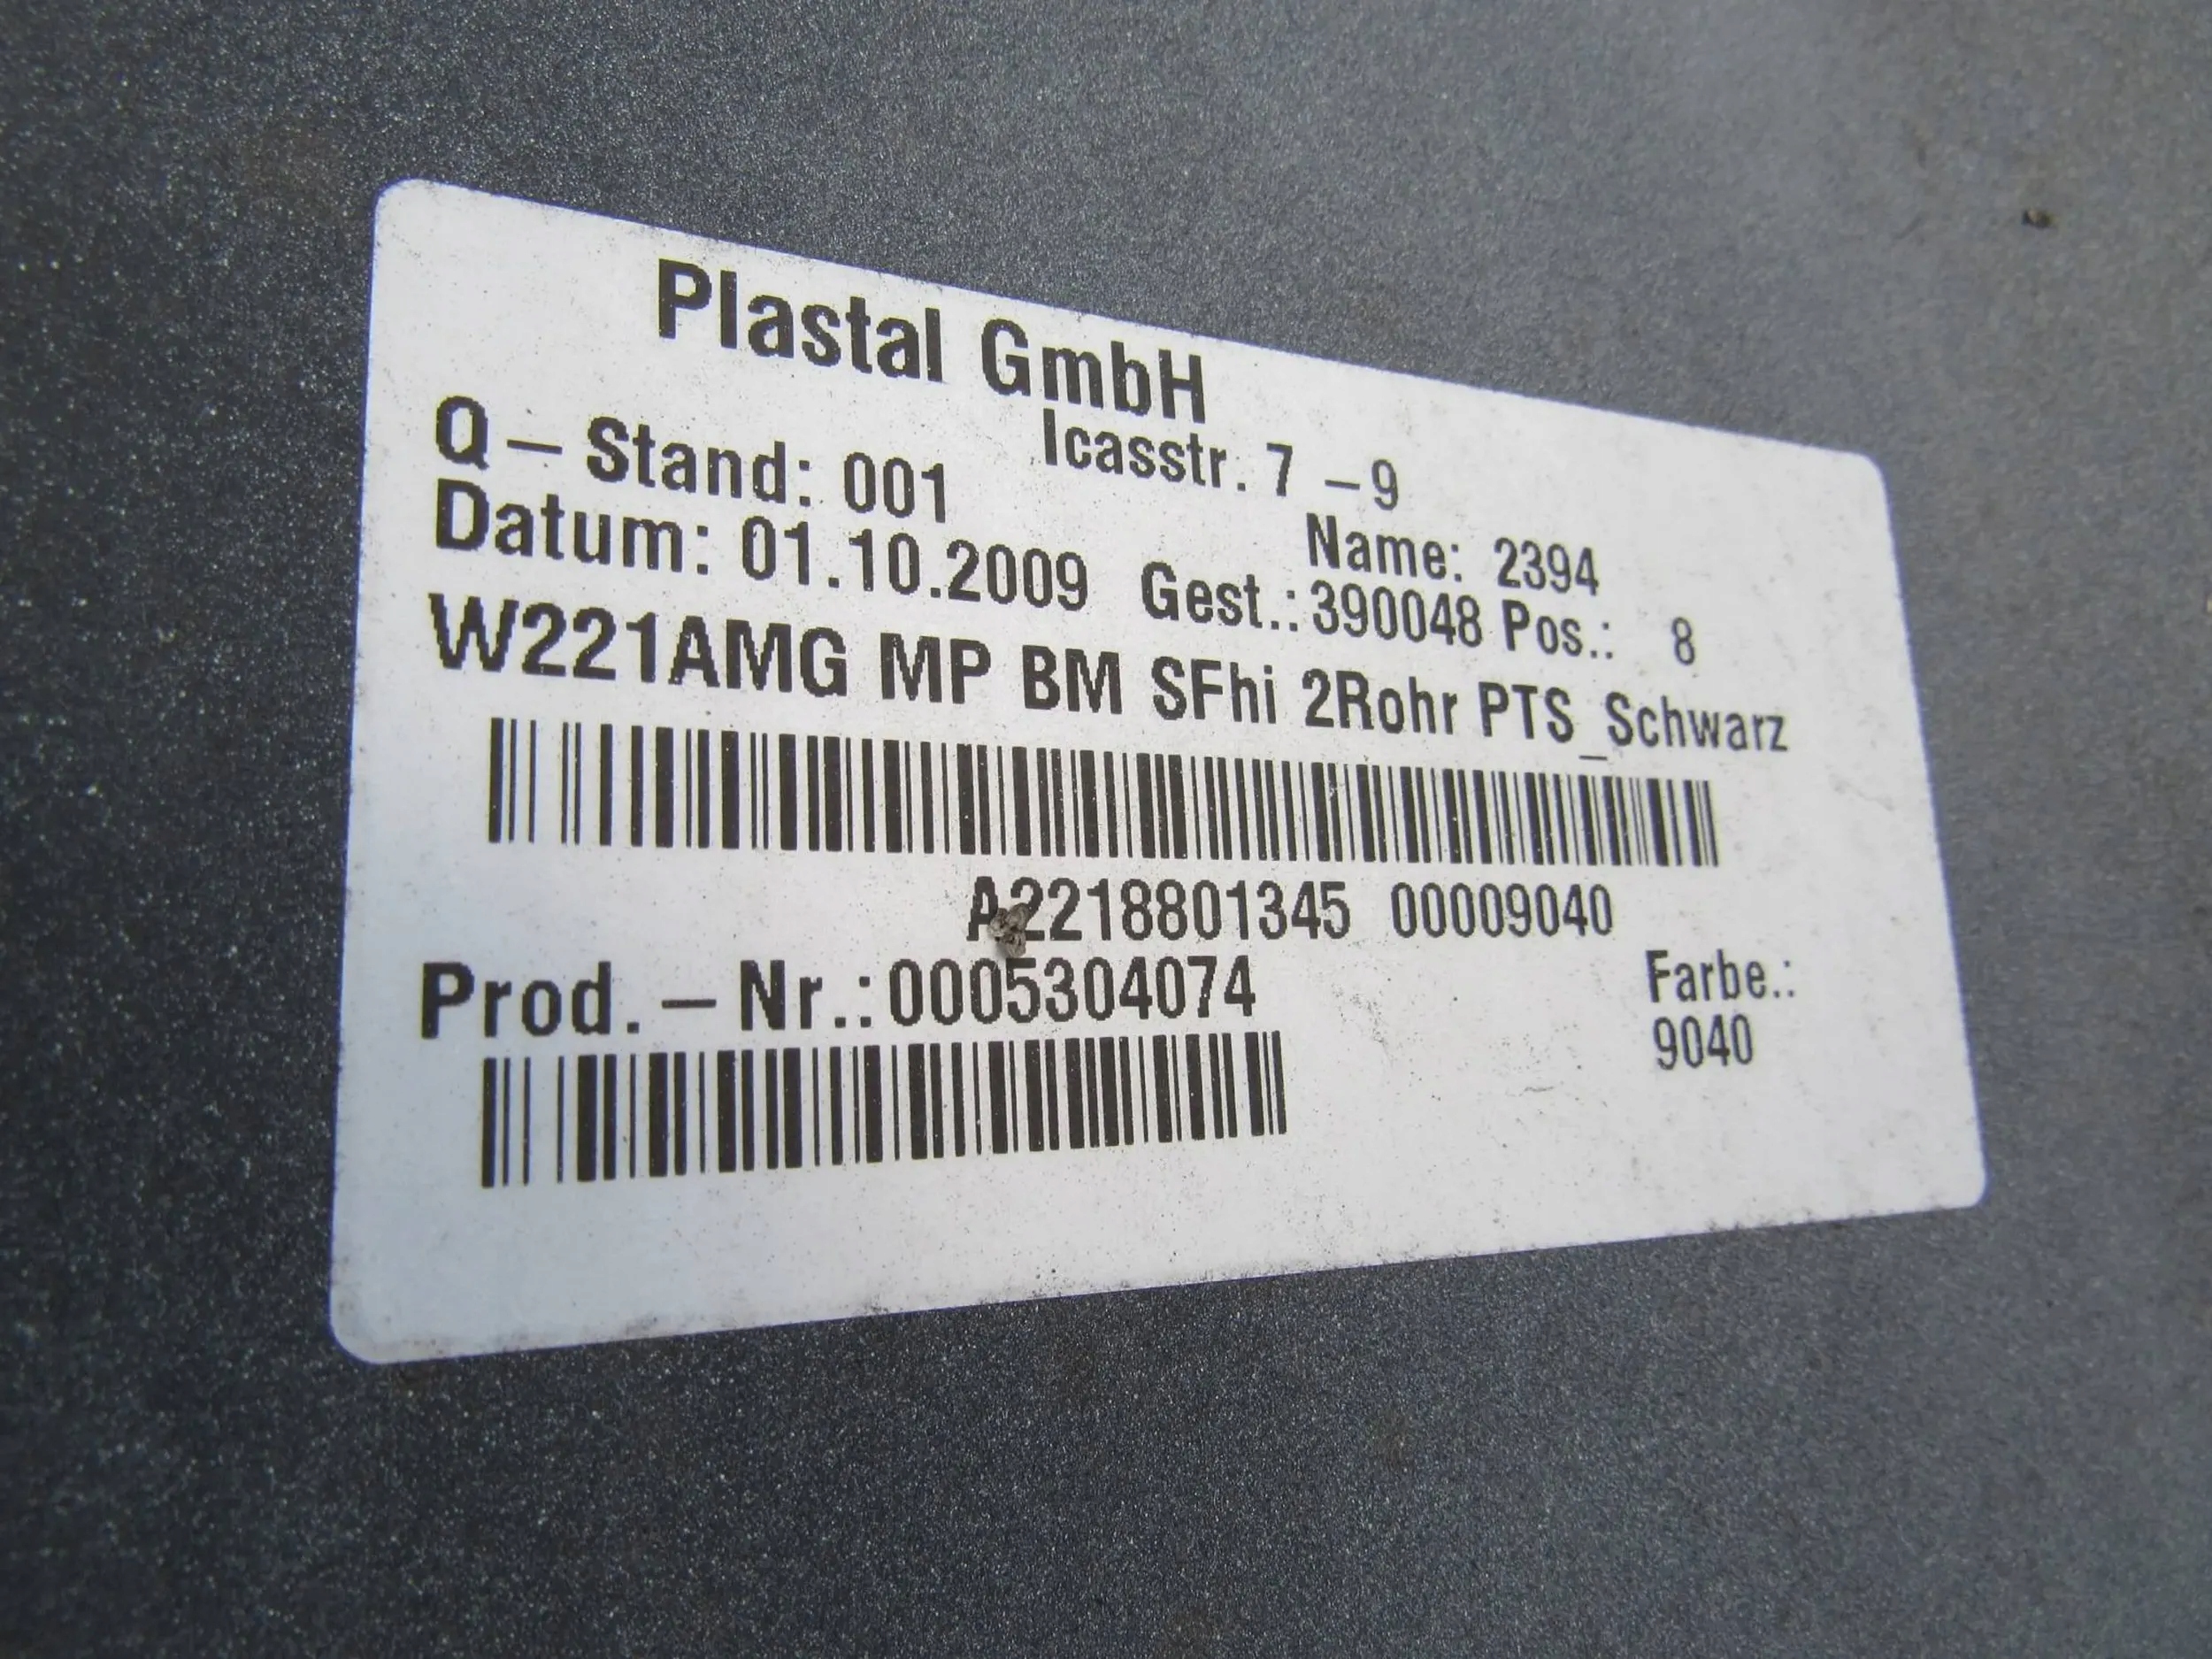 Plastal GmbH
Icasstr. 7 – 9
Q – Stand: 001
Name: 2394
Datum: 01.10.2009 Gest.: 390048 Pos.: 8
W221AMG MP BM SFhi 2Rohr PTS_Schwarz
A2218801345 00009040
Prod. – Nr.: 0005304074
Farbe.:
9040